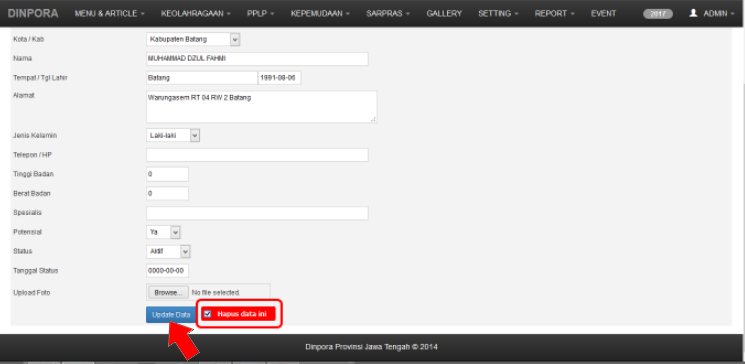 DINPORA MENU & ARTICLE KEOLAHRAGAAN PPLP KEPEMUDAAN SARPRAS GALLERY SETTING REPORT EVENT 2017 ADMIN
Kota / Kab Kabupaten Batang
Nama MUHAMMAD DZUL FAHMI
Tempat / Tgl Lahir Batang 1991-08-06
Alamat Warungasem RT 04 RW 2 Batang
Jenis Kelamin Laki-laki
Telepon / HP
Tinggi Badan 0
Berat Badan 0
Spesialis
Potensial Ya
Status Aktif
Tanggal Status 0000-00-00
Upload Foto Browse... No file selected.
Update Data Hapus data ini
Dinpora Provinsi Jawa Tengah © 2014